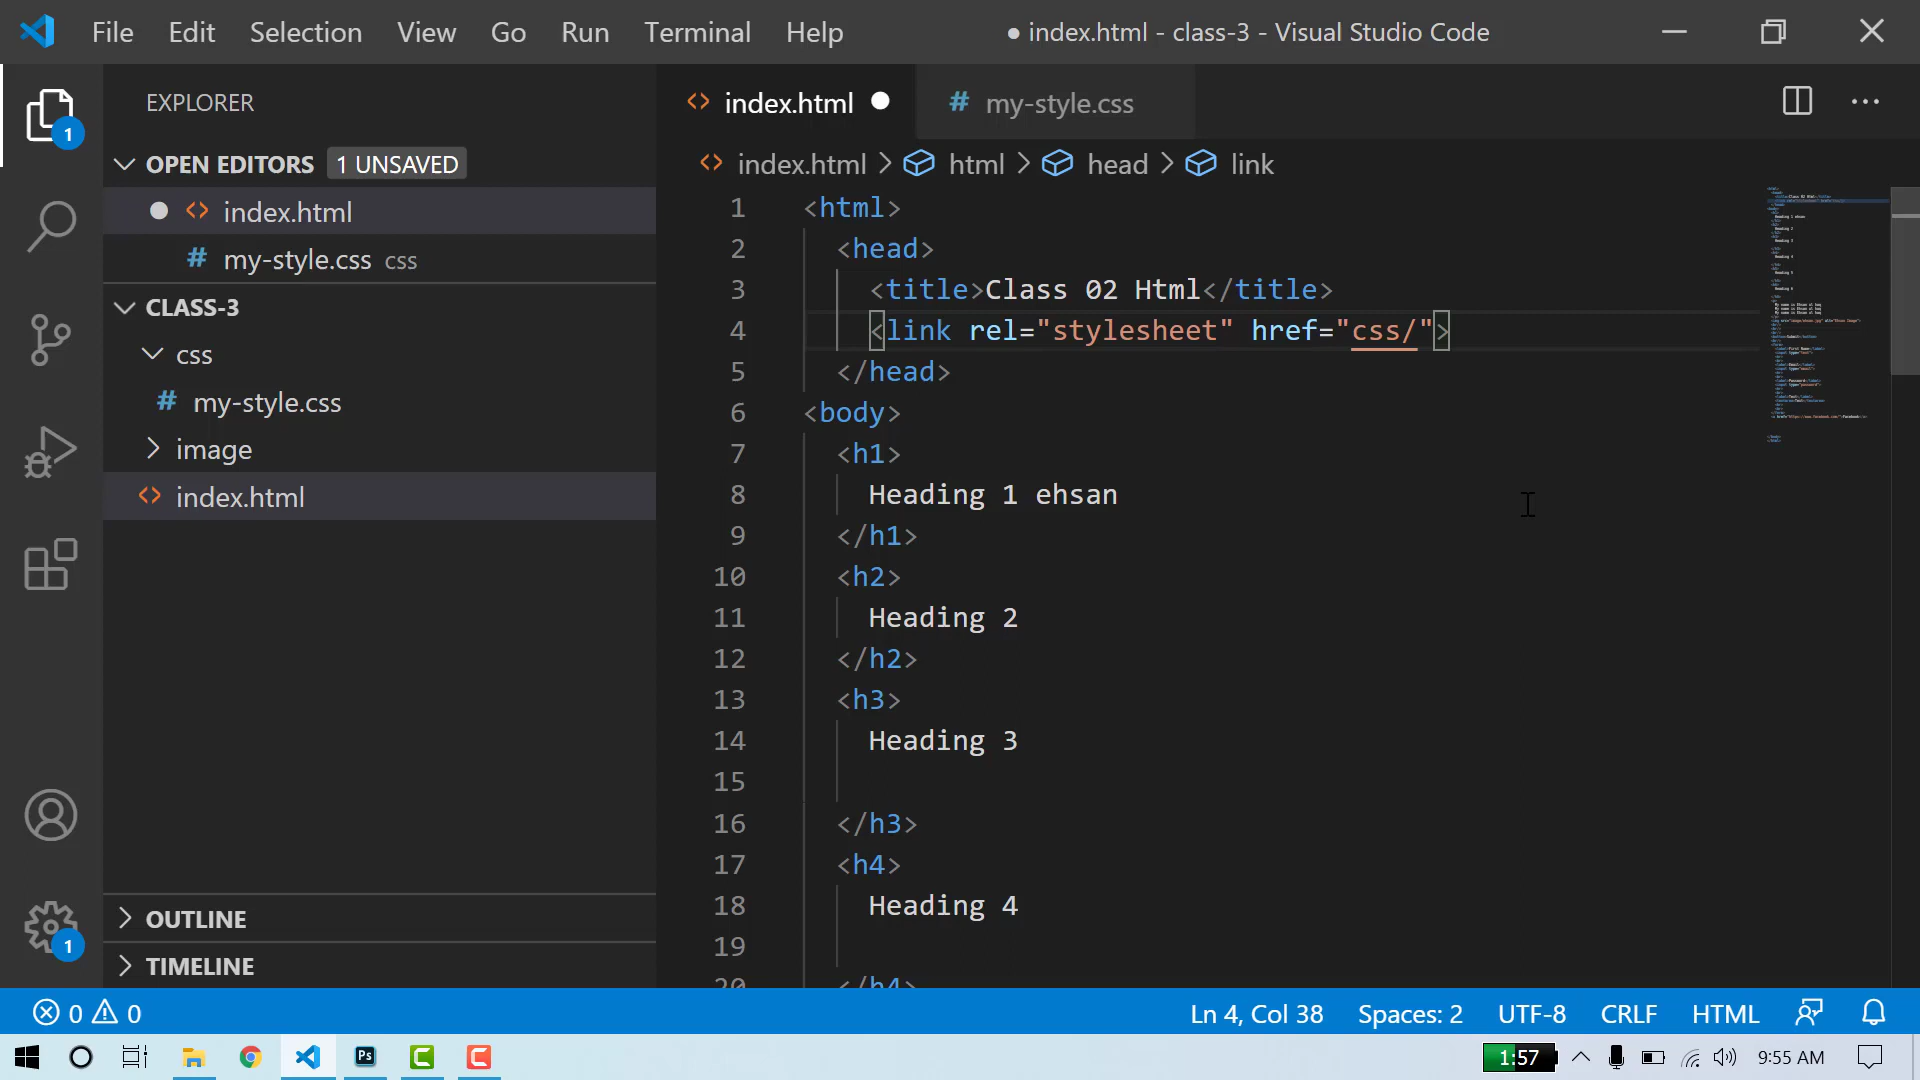 File Edit Selection View Go Run Terminal Help
● index.html - class-3 - Visual Studio Code
EXPLORER
1
OPEN EDITORS 1 UNSAVED
index.html
my-style.css css
CLASS-3
css
my-style.css
image
index.html
OUTLINE
TIMELINE
1
index.html
my-style.css
index.html > html > head > link
1 <html>
2 <head>
3 <title>Class 02 Html</title>
4 <link rel="stylesheet" href="css/">
5 </head>
6 <body>
7 <h1>
8 Heading 1 ehsan
9 </h1>
10 <h2>
11 Heading 2
12 </h2>
13 <h3>
14 Heading 3
15
16 </h3>
17 <h4>
18 Heading 4
19
20 </h4>
0 0
Ln 4, Col 38 Spaces: 2 UTF-8 CRLF HTML
Ps
1:57
9:55 AM